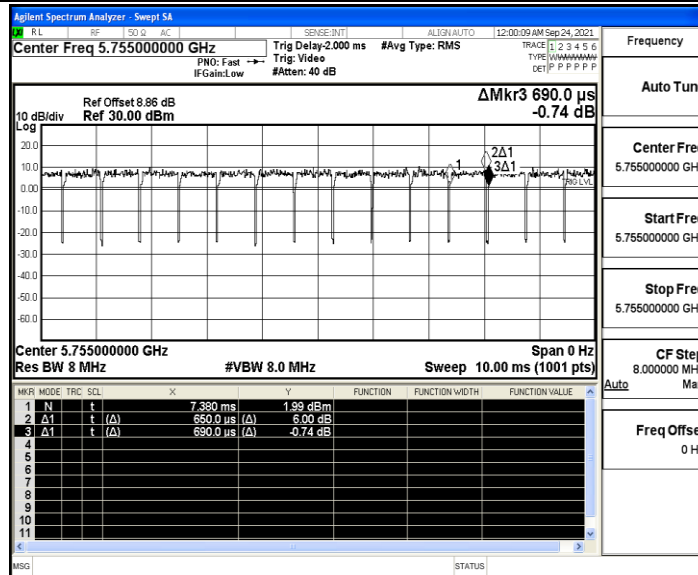 Agilent Spectrum Analyzer - Swept SA
RL RF 50 Ω AC SENSE:INT ALIGNAUTO 12:00:09 AM Sep 24, 2021
Center Freq 5.755000000 GHz
PNO: Fast
IFGain:Low
Trig Delay-2.000 ms
Trig: Video
#Atten: 40 dB
#Avg Type: RMS
TRACE 1 2 3 4 5 6
TYPE
DET P P P P P P
ΔMkr3 690.0 µs
-0.74 dB
Ref Offset 8.86 dB
10 dB/div Ref 30.00 dBm
Log
20.0
10.0
0.00
-10.0
-20.0
-30.0
-40.0
-50.0
-60.0
1
2Δ1
3Δ1
TRIG LVL
Center 5.755000000 GHz Span 0 Hz
Res BW 8 MHz #VBW 8.0 MHz Sweep 10.00 ms (1001 pts)
MKR MODE TRC SCL X Y FUNCTION FUNCTION WIDTH FUNCTION VALUE
1 N t 7.380 ms 1.99 dBm
2 Δ1 t (Δ) 650.0 µs (Δ) 6.00 dB
3 Δ1 t (Δ) 690.0 µs (Δ) -0.74 dB
4
5
6
7
8
9
10
11
MSG STATUS
Frequency
Auto Tun
Center Fre
5.755000000 GH
Start Fre
5.755000000 GH
Stop Fre
5.755000000 GH
CF Step
8.000000 MH
Auto Ma
Freq Offse
0 H